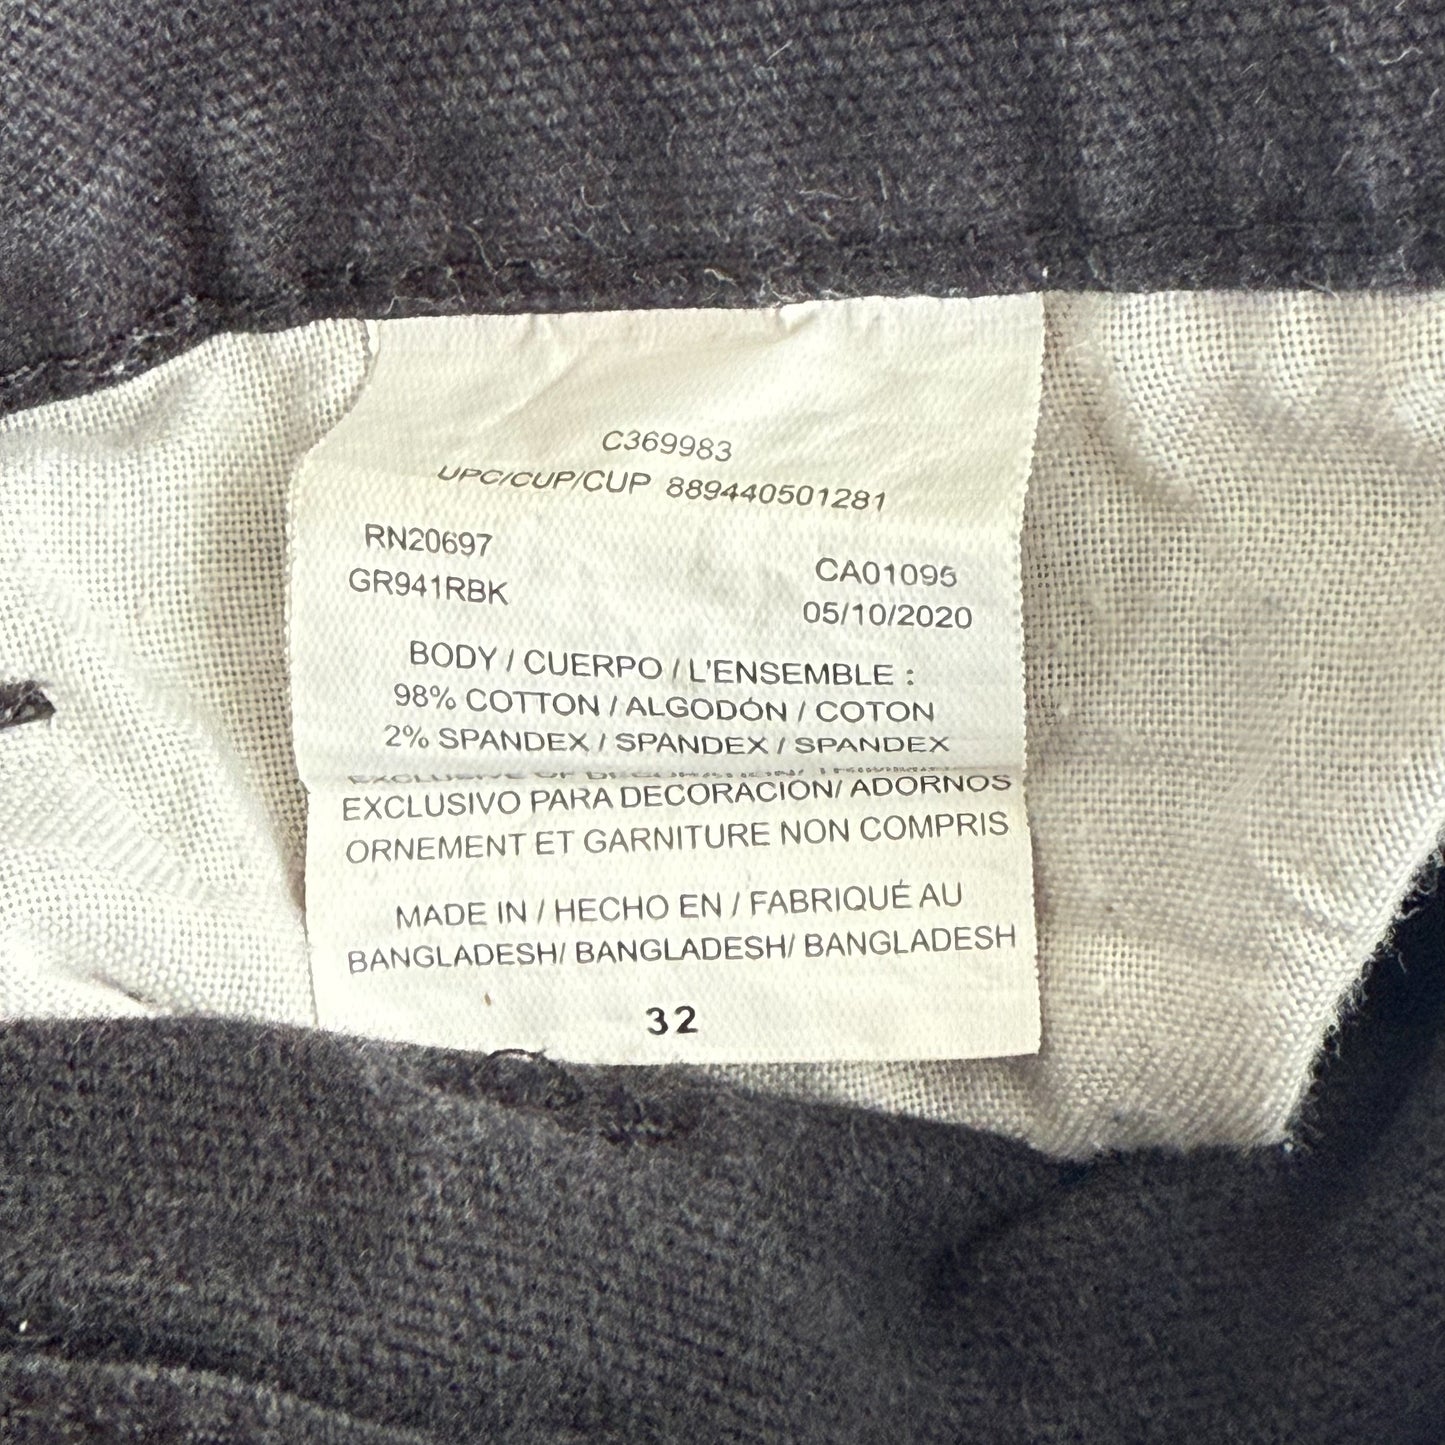 C369983
UPC/CUP/CUP 889440501281
RN20697
CA01095
GR941RBK
05/10/2020
BODY / CUERPO / L'ENSEMBLE :
98% COTTON / ALGODÓN / COTON
2% SPANDEX / SPANDEX / SPANDEX
EXCLUSIVO PARA DECORACIÓN/ ADORNOS
ORNEMENT ET GARNITURE NON COMPRIS
MADE IN / HECHO EN / FABRIQUÉ AU
BANGLADESH/ BANGLADESH/ BANGLADESH
32